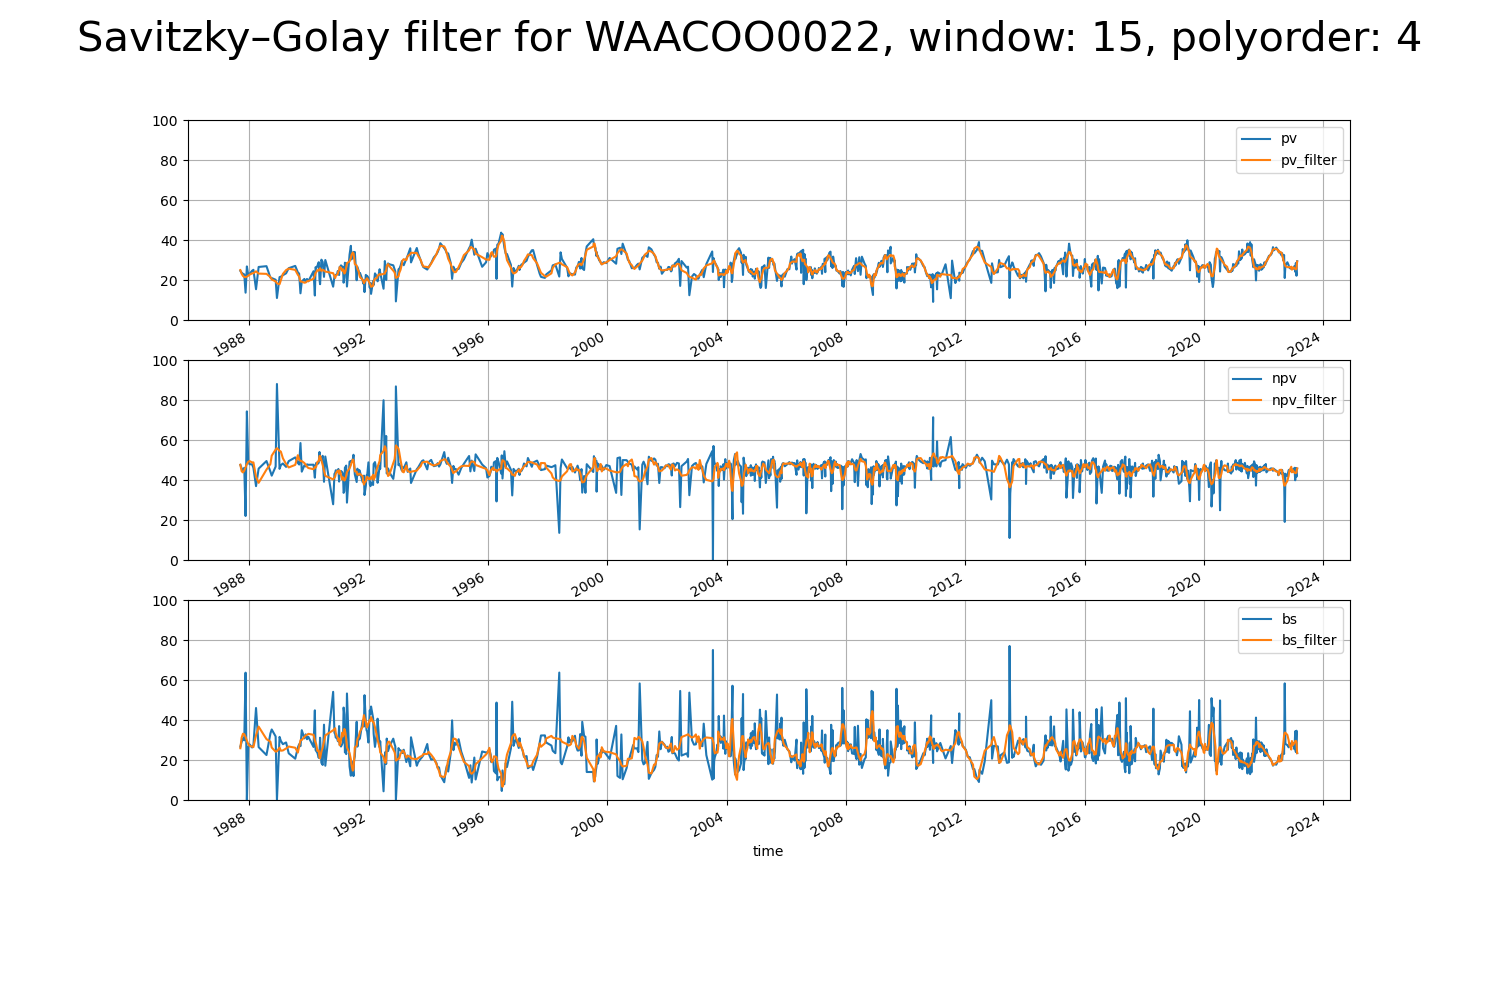 Savitzky–Golay filter for WAACOO0022, window: 15, polyorder: 4
100
80
60
40
20
0
pv
pv_filter
1988 1992 1996 2000 2004 2008 2012 2016 2020 2024
100
80
60
40
20
0
npv
npv_filter
1988 1992 1996 2000 2004 2008 2012 2016 2020 2024
100
80
60
40
20
0
bs
bs_filter
1988 1992 1996 2000 2004 2008 2012 2016 2020 2024
time